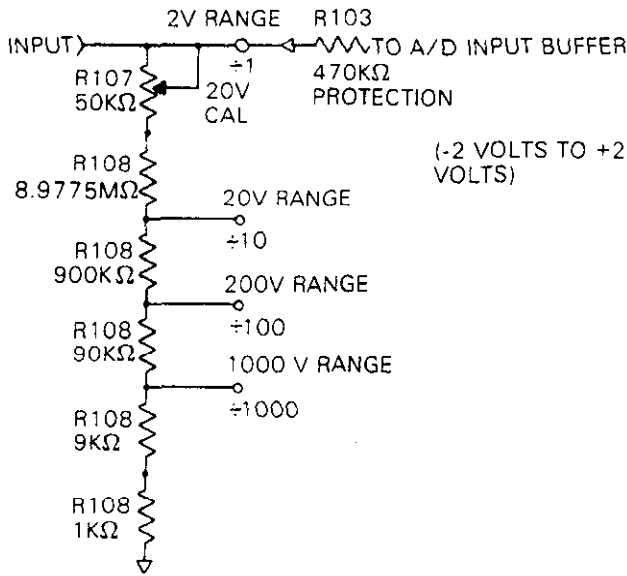 2V RANGE
R103
INPUT
÷1
TO A/D INPUT BUFFER
R107
50KΩ
20V
CAL
470KΩ
PROTECTION
(-2 VOLTS TO +2
VOLTS)
R108
8.9775MΩ
20V RANGE
÷10
R108
900KΩ
200V RANGE
÷100
R108
90KΩ
1000 V RANGE
÷1000
R108
9KΩ
R108
1KΩ